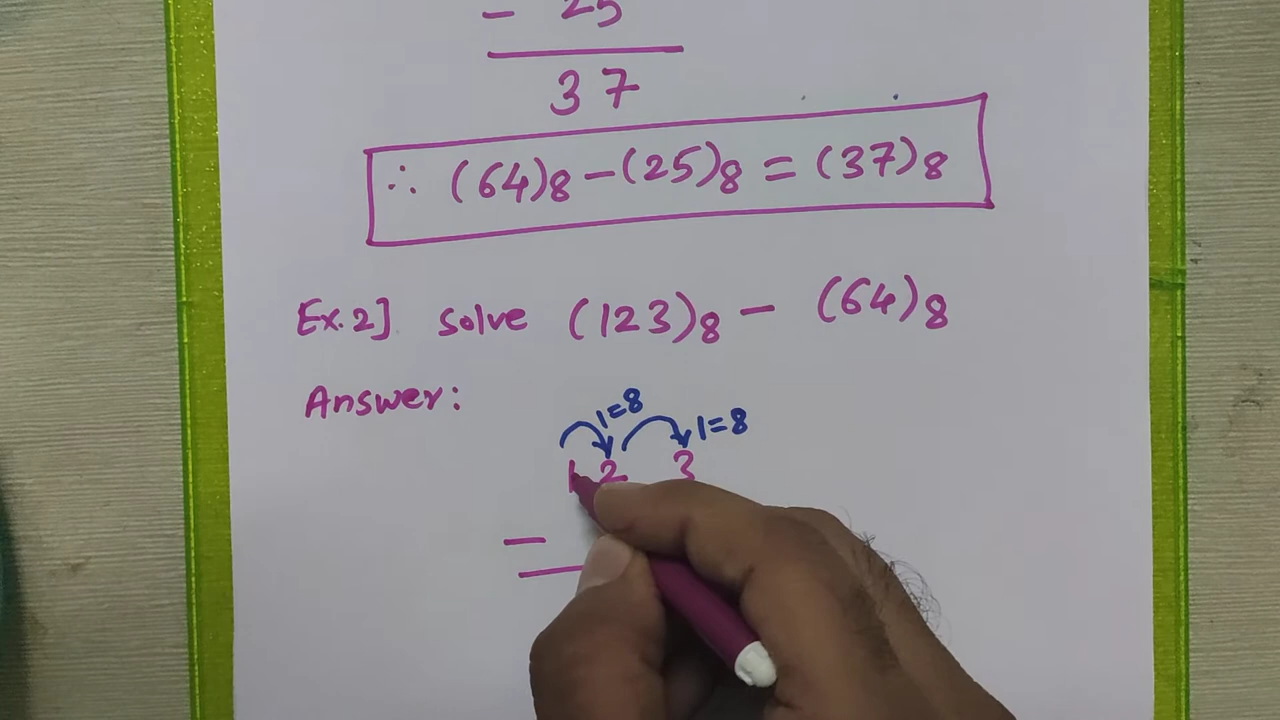 - 25
37
∴ (64)8 - (25)8 = (37)8
Ex.2] solve (123)8 - (64)8
Answer:
1=8 1=8
1 2 3
-